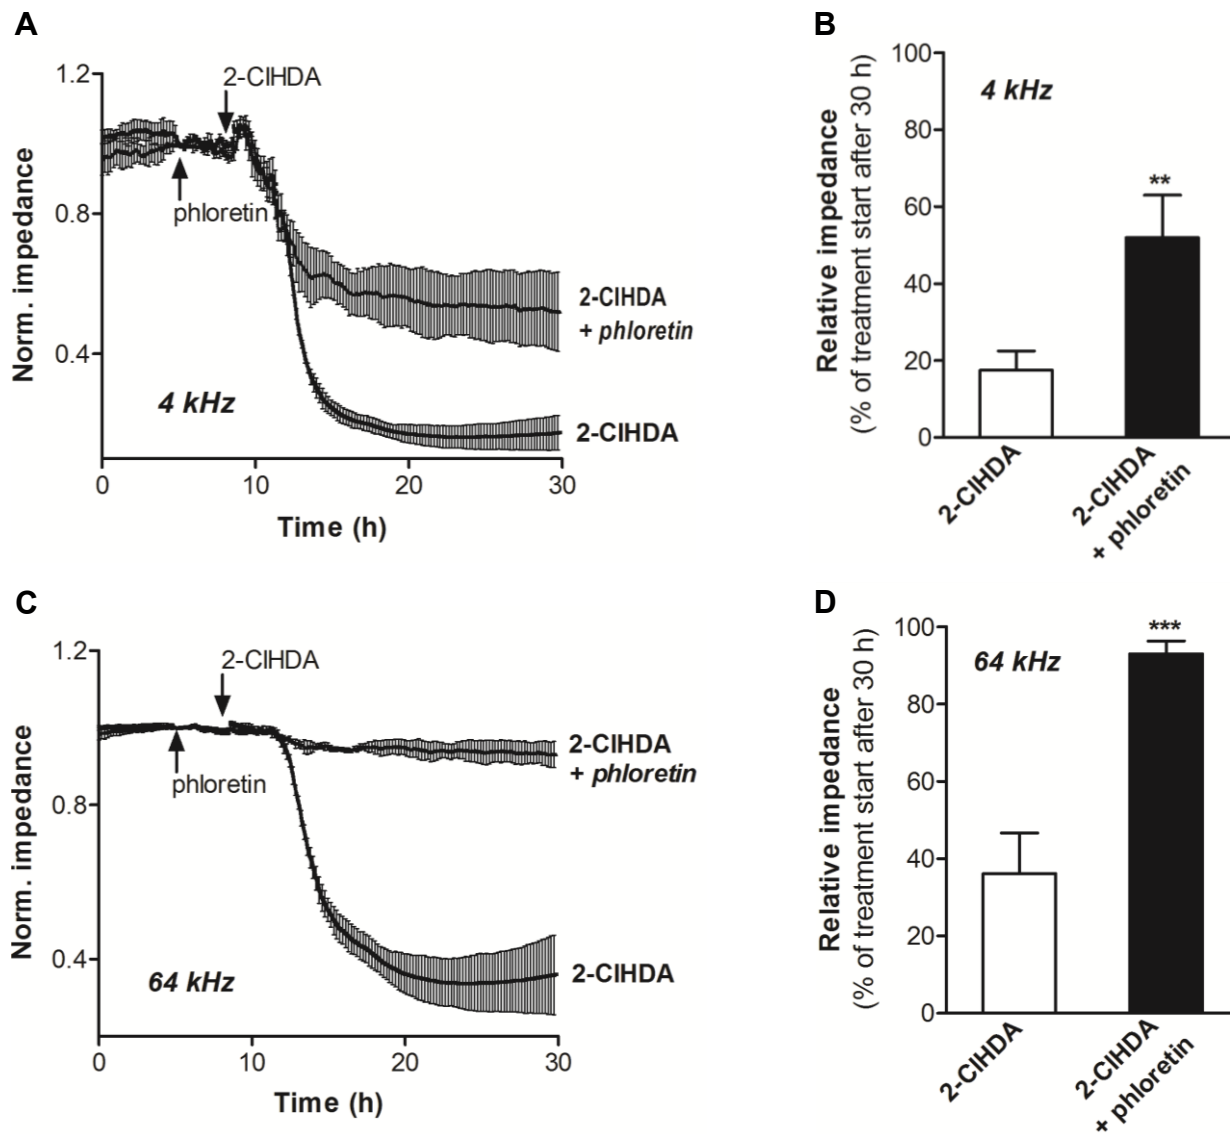 A
1.2
0.8
0.4
Norm. impedance
2-ClHDA
phloretin
2-ClHDA
+ phloretin
2-ClHDA
4 kHz
0
10
20
30
Time (h)
B
100
80
60
40
20
0
Relative impedance
(% of treatment start after 30 h)
4 kHz
**
2-ClHDA
2-ClHDA
+ phloretin
C
1.2
0.8
0.4
Norm. impedance
2-ClHDA
phloretin
2-ClHDA
+ phloretin
2-ClHDA
64 kHz
0
10
20
30
Time (h)
D
100
80
60
40
20
0
Relative impedance
(% of treatment start after 30 h)
64 kHz
***
2-ClHDA
2-ClHDA
+ phloretin